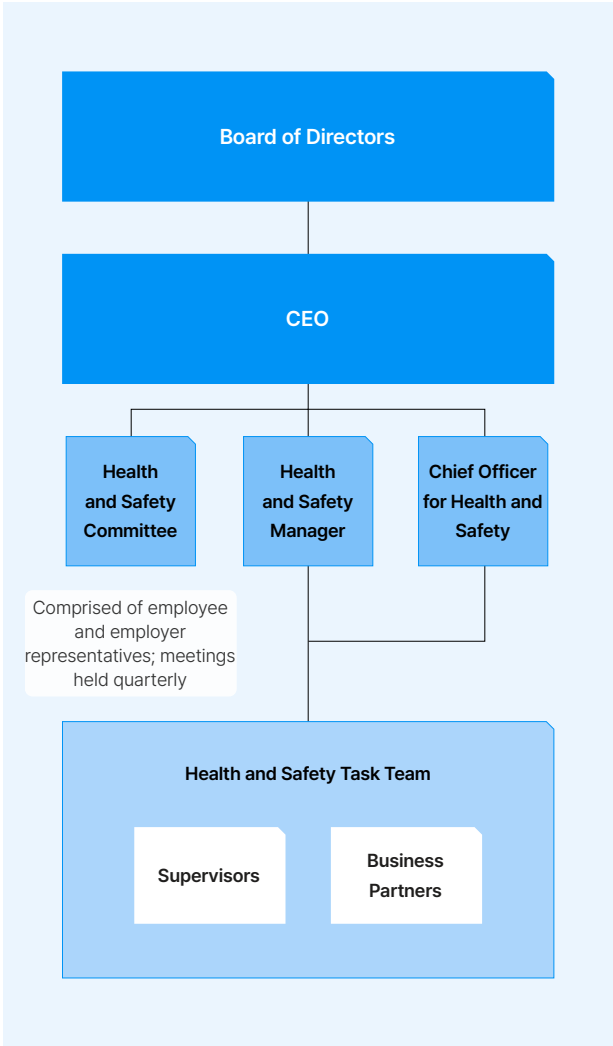 Board of Directors
CEO
Health
and Safety
Committee
Health
and Safety
Manager
Chief Officer
for Health and
Safety
Comprised of employee
and employer
representatives; meetings
held quarterly
Health and Safety Task Team
Supervisors
Business
Partners